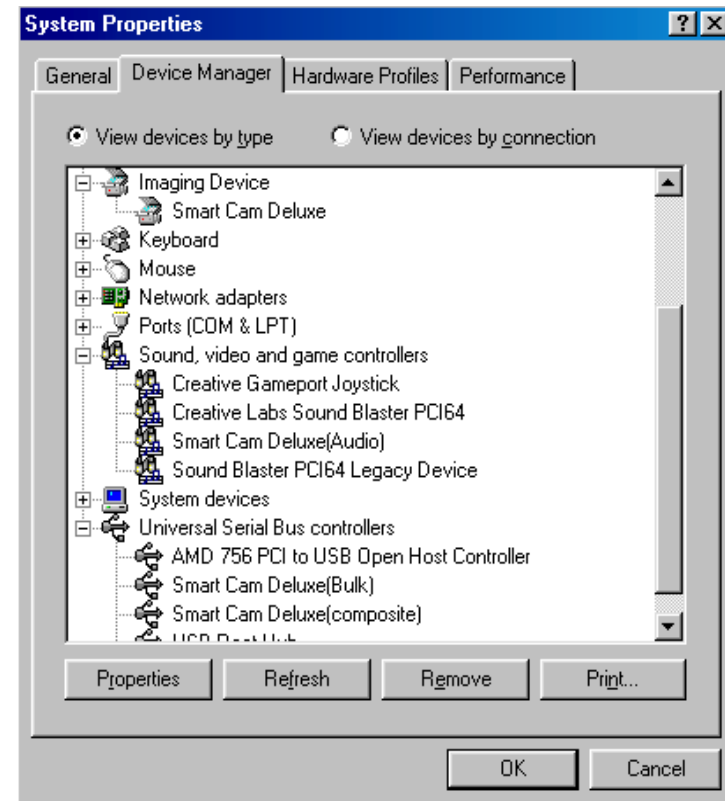 System Properties
General Device Manager Hardware Profiles Performance
View devices by type View devices by connection
Imaging Device
Smart Cam Deluxe
Keyboard
Mouse
Network adapters
Ports (COM & LPT)
Sound, video and game controllers
Creative Gameport Joystick
Creative Labs Sound Blaster PCI64
Smart Cam Deluxe(Audio)
Sound Blaster PCI64 Legacy Device
System devices
Universal Serial Bus controllers
AMD 756 PCI to USB Open Host Controller
Smart Cam Deluxe(Bulk)
Smart Cam Deluxe(composite)
USB Root Hub
Properties Refresh Remove Print...
OK Cancel